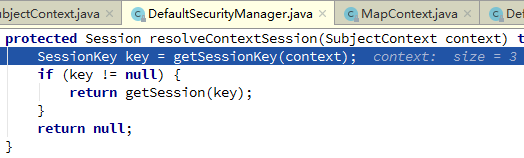 ubjectContext.java × DefaultSecurityManager.java × MapContext.java ×
protected Session resolveContextSession(SubjectContext context) t
SessionKey key = getSessionKey(context); context: size = 3
if (key != null) {
return getSession(key);
}
return null;
}